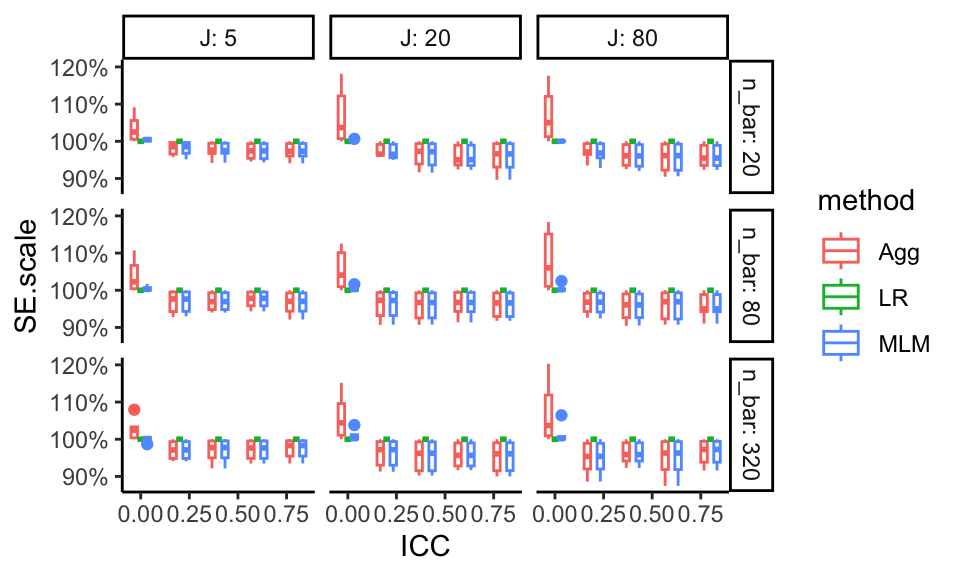 J: 5 J: 20 J: 80
120%
110%
100%
90%
n_bar: 20
120%
110%
100%
90%
n_bar: 80
120%
110%
100%
90%
n_bar: 320
0.00 0.25 0.50 0.75 0.00 0.25 0.50 0.75 0.00 0.25 0.50 0.75
ICC
SE.scale
method
Agg
LR
MLM